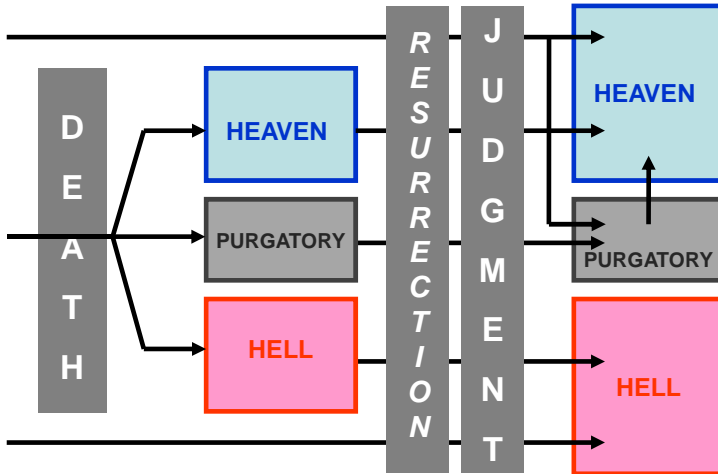 DEATH
HEAVEN
PURGATORY
HELL
RESURRECTION
JUDGMENT
HEAVEN
PURGATORY
HELL